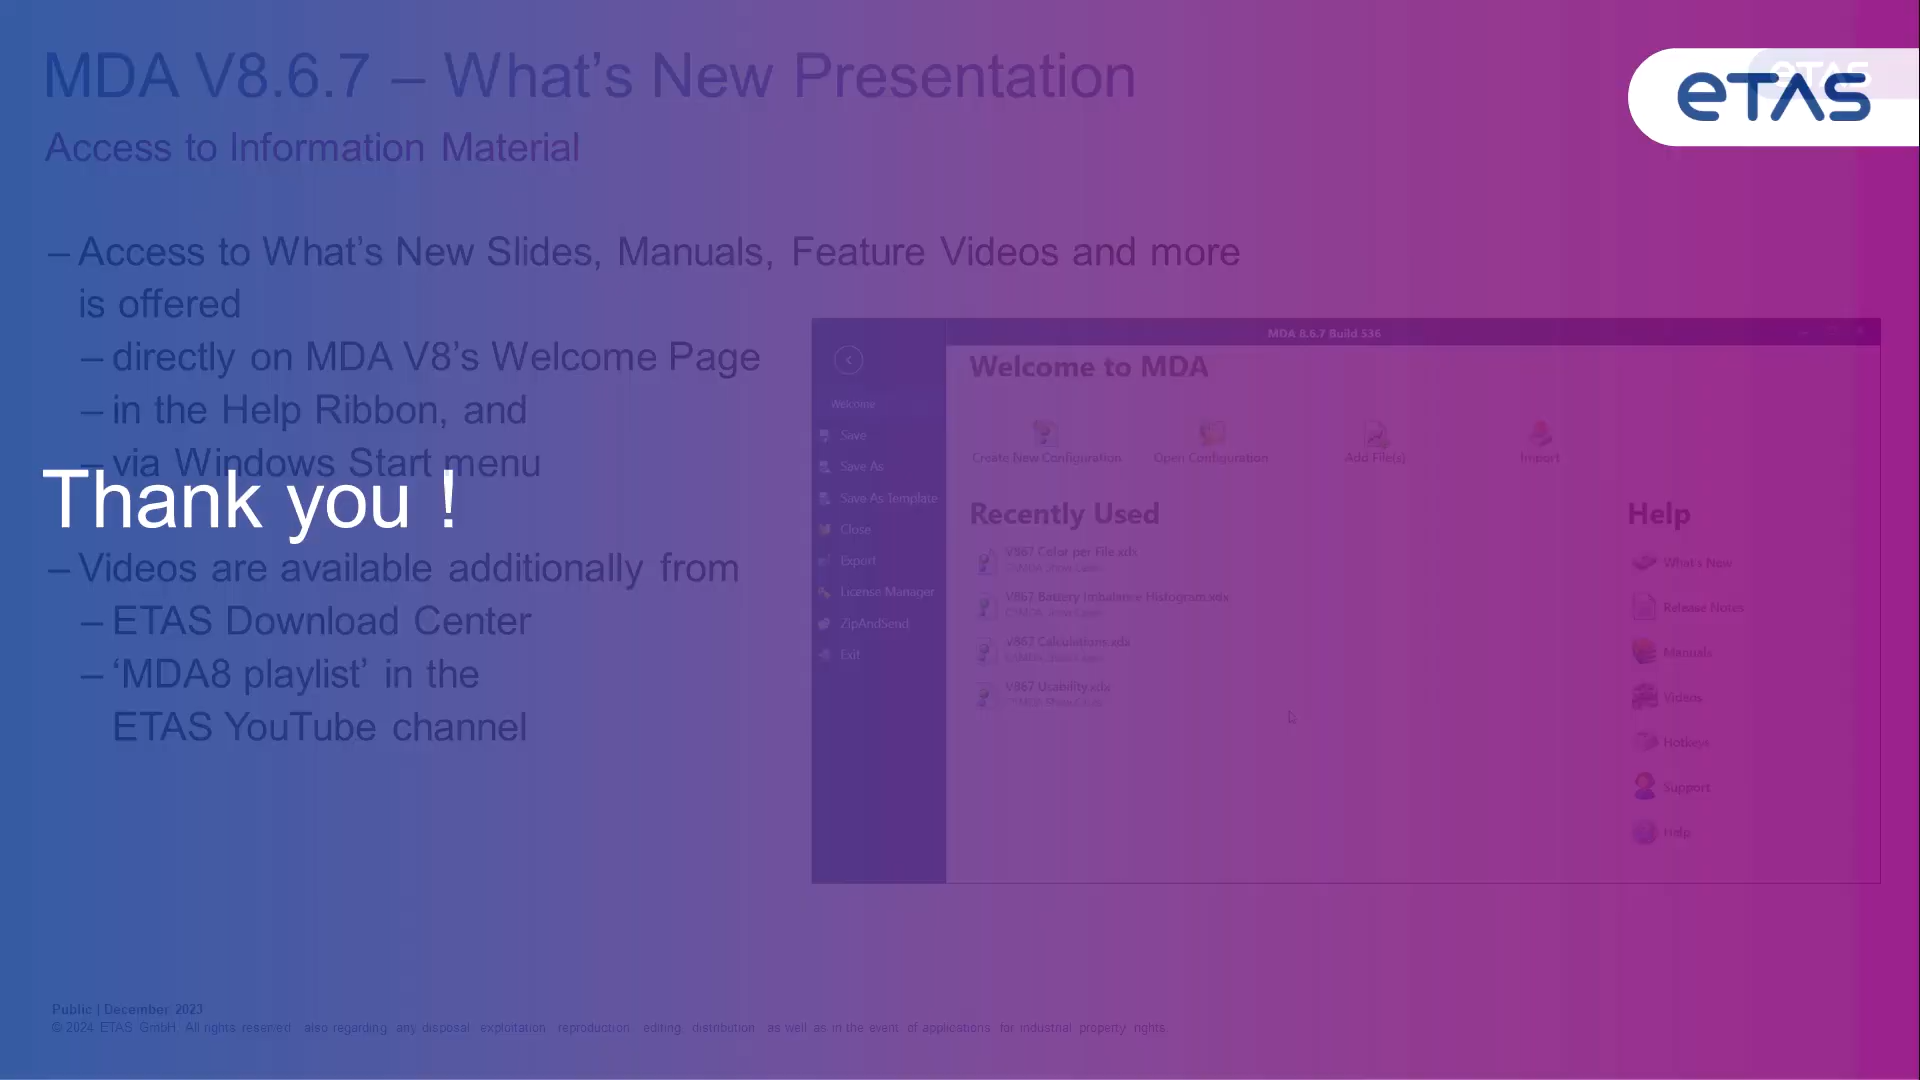 MDA V8.6.7 – What's New Presentation
eTAS
Access to Information Material
– Access to What's New Slides, Manuals, Feature Videos and more
is offered
– directly on MDA V8's Welcome Page
– in the Help Ribbon, and
– via Windows Start menu
Thank you !
– Videos are available additionally from
– ETAS Download Center
– ‘MDA8 playlist’ in the
ETAS YouTube channel
MDA 8.6.7 Build 536
Welcome
Save
Save As
Save As Template
Close
Export
License Manager
ZipAndSend
Exit
Welcome to MDA
Create New Configuration
Open Configuration
Add File(s)
Import
Recently Used
V867 Color per File.xdx
V867 Battery Imbalance Histogram.xdx
V867 Calculations.xdx
V867 Usability.xdx
Help
What's New
Release Notes
Manuals
Videos
Hotkeys
Support
Help
Public | December 2023
© 2024 ETAS GmbH. All rights reserved, also regarding any disposal, exploitation, reproduction, editing, distribution, as well as in the event of applications for industrial property rights.